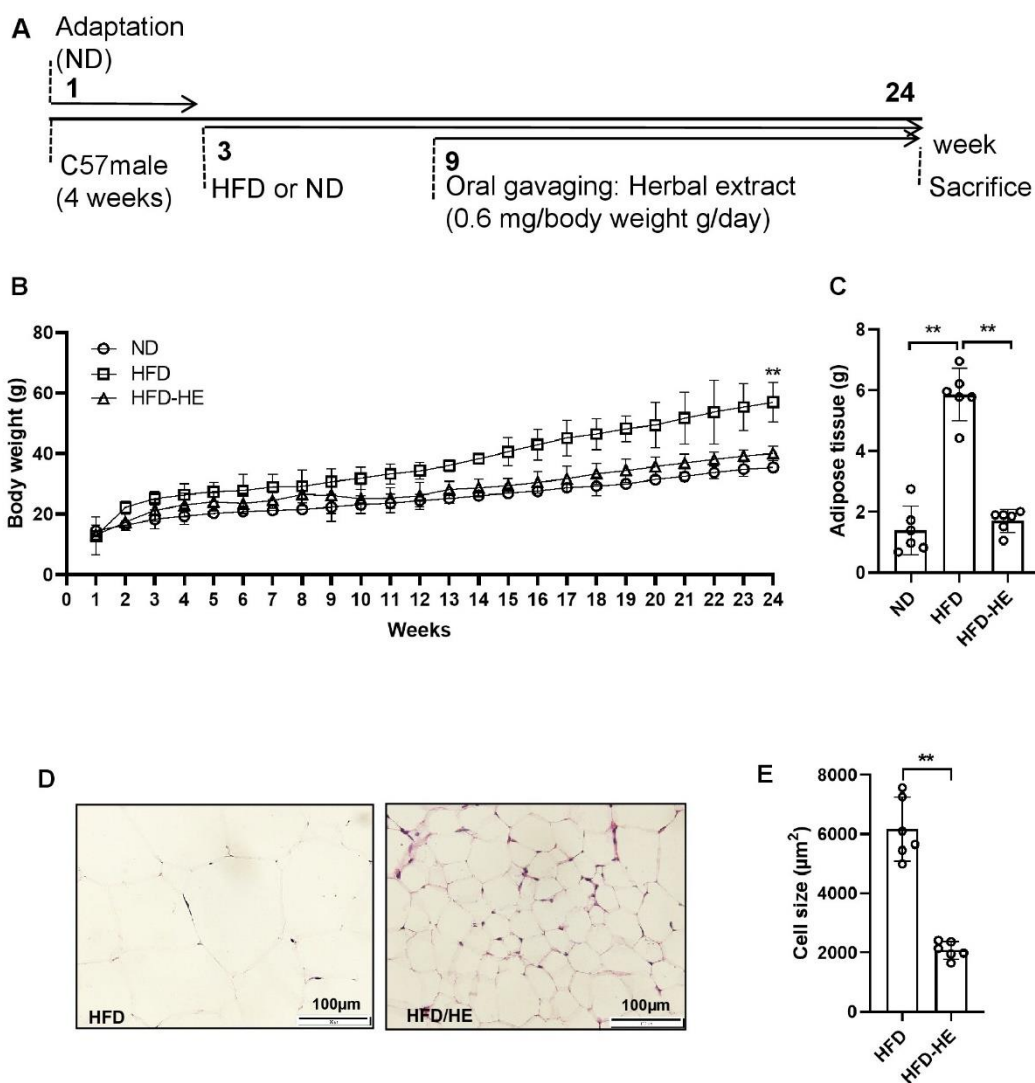 A
Adaptation
(ND)
1
24
C57male
(4 weeks)
3
HFD or ND
9
Oral gavaging: Herbal extract
(0.6 mg/body weight g/day)
week
Sacrifice
B
80
60
40
20
0
Body weight (g)
ND
HFD
HFD-HE
**
0 1 2 3 4 5 6 7 8 9 10 11 12 13 14 15 16 17 18 19 20 21 22 23 24
Weeks
C
8
6
4
2
0
Adipose tissue (g)
** **
ND HFD HFD-HE
D
HFD
100µm
HFD/HE
100µm
E
8000
6000
4000
2000
0
Cell size (µm²)
**
HFD HFD-HE